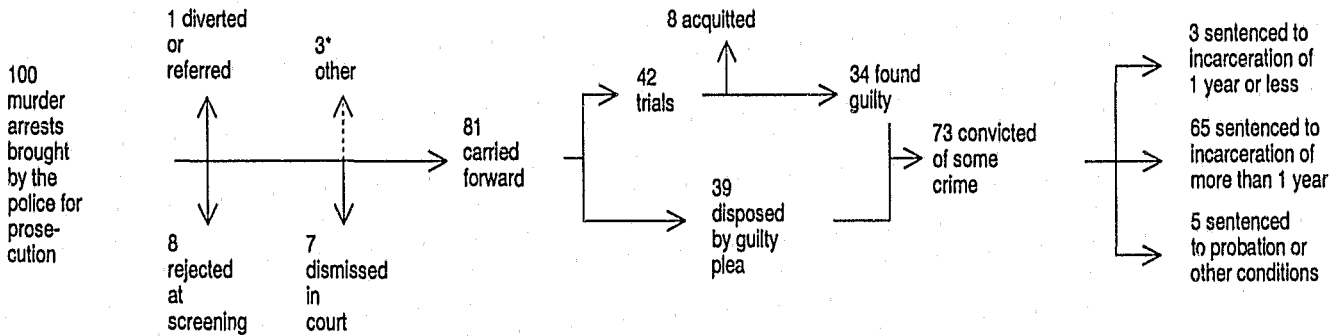 100
murder
arrests
brought
by the
police for
prose-
cution
1 diverted
or
referred
3*
other
8
rejected
at
screening
7
dismissed
in
court
81
carried
forward
8 acquitted
42
trials
34 found
guilty
39
disposed
by guilty
plea
73 convicted
of some
crime
3 sentenced to
incarceration of
1 year or less
65 sentenced to
incarceration of
more than 1 year
5 sentenced
to probation or
other conditions